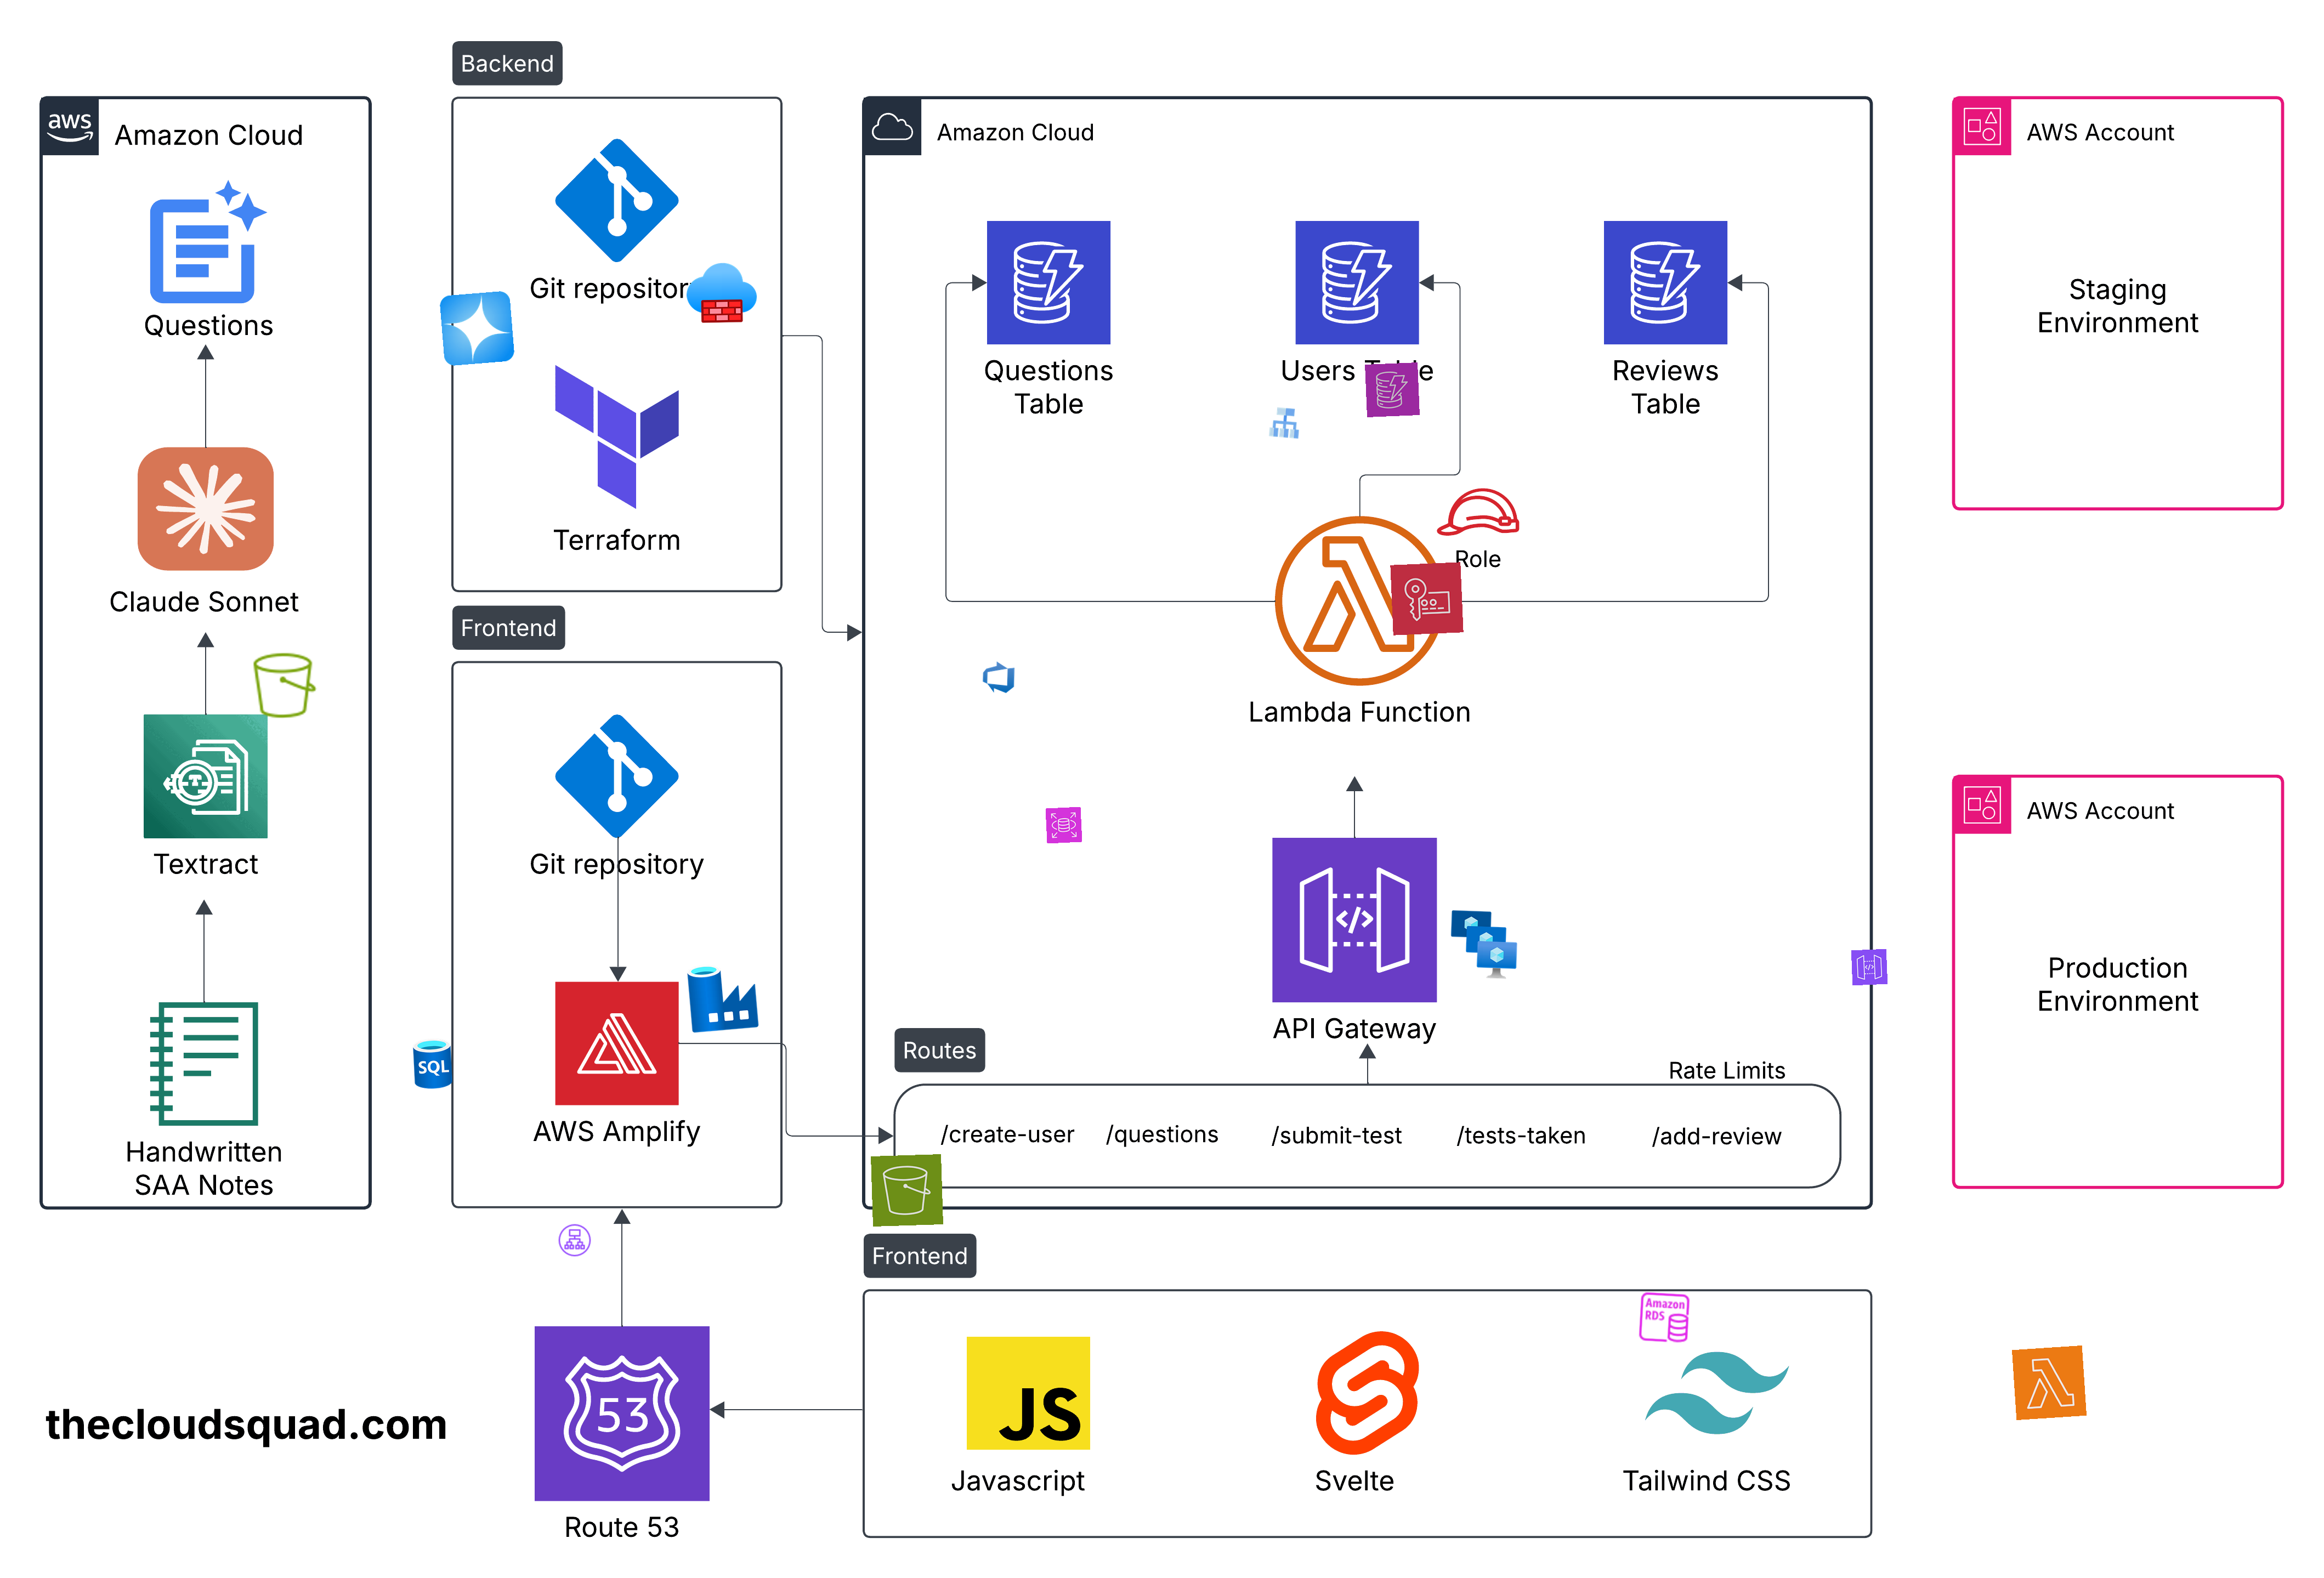 Backend
aws
Amazon Cloud
Questions
Claude Sonnet
Textract
Handwritten
SAA Notes
Git repository
Terraform
Frontend
Git repository
AWS Amplify
SQL
Amazon Cloud
Questions
Table
Users Table
Reviews
Table
Role
Lambda Function
API Gateway
Routes
Rate Limits
/create-user
/questions
/submit-test
/tests-taken
/add-review
AWS Account
Staging
Environment
AWS Account
Production
Environment
Frontend
Amazon
RDS
JS
Javascript
Svelte
Tailwind CSS
53
Route 53
thecloudsquad.com